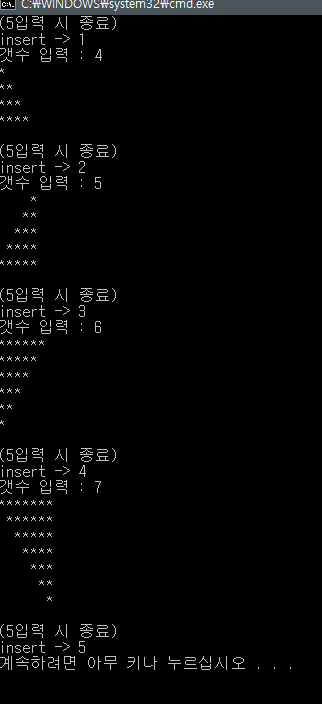 C:₩WINDOWS₩system32₩cmd.exe
(5입력 시 종료)
insert -> 1
갯수 입력 : 4
*
**
***
****
(5입력 시 종료)
insert -> 2
갯수 입력 : 5
    *
   **
  ***
 ****
*****
(5입력 시 종료)
insert -> 3
갯수 입력 : 6
******
*****
****
***
**
*
(5입력 시 종료)
insert -> 4
갯수 입력 : 7
*******
 ******
  *****
   ****
    ***
     **
      *
(5입력 시 종료)
insert -> 5
계속하려면 아무 키나 누르십시오 . . .